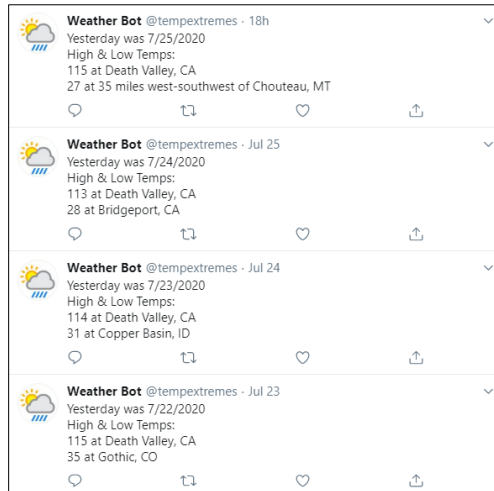 Weather Bot @tempextremes · 18h
Yesterday was 7/25/2020
High & Low Temps:
115 at Death Valley, CA
27 at 35 miles west-southwest of Chouteau, MT
Weather Bot @tempextremes · Jul 25
Yesterday was 7/24/2020
High & Low Temps:
113 at Death Valley, CA
28 at Bridgeport, CA
Weather Bot @tempextremes · Jul 24
Yesterday was 7/23/2020
High & Low Temps:
114 at Death Valley, CA
31 at Copper Basin, ID
Weather Bot @tempextremes · Jul 23
Yesterday was 7/22/2020
High & Low Temps:
115 at Death Valley, CA
35 at Gothic, CO